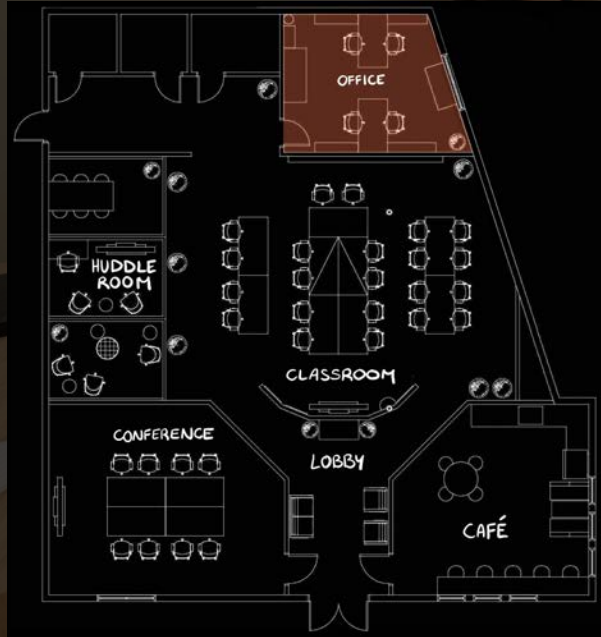 OFFICE
HUDDLE
ROOM
CLASSROOM
CONFERENCE
LOBBY
CAFÉ